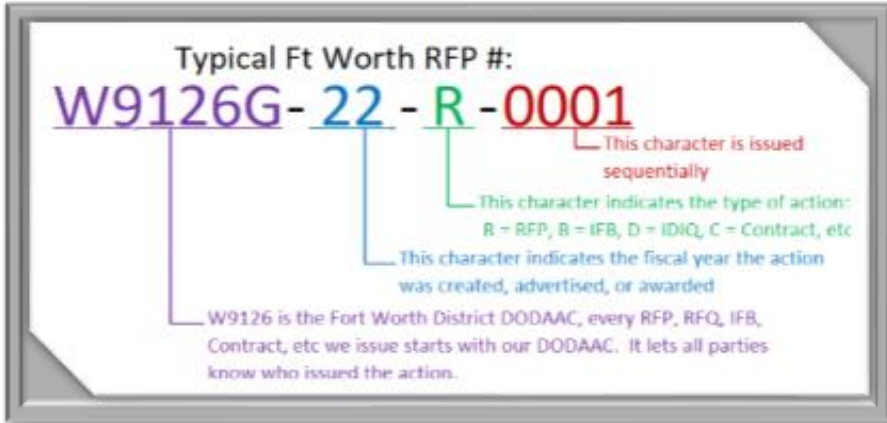 Typical Ft Worth RFP #:
W9126G- 22 - R -0001
This character is issued
sequentially
This character indicates the type of action:
R = RFP, B = IFB, D = IDIQ, C = Contract, etc
This character indicates the fiscal year the action
was created, advertised, or awarded
W9126 is the Fort Worth District DODAAC, every RFP, RFQ, IFB,
Contract, etc we issue starts with our DODAAC.  It lets all parties
know who issued the action.